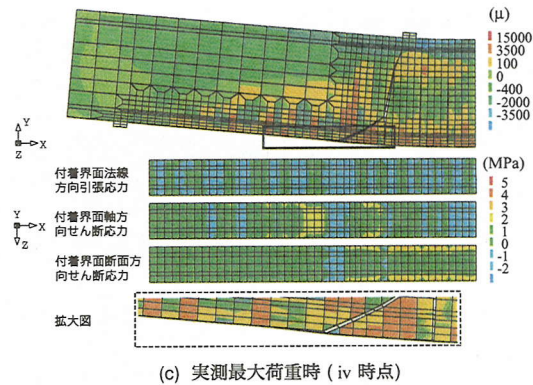 (μ)
15000
3500
100
0
-400
-2000
-3500
Y
X
Z
(MPa)
付着界面法線
方向引張応力
5
4
3
2
1
0
-1
-2
付着界面軸方
向せん断応力
Y
X
Z
付着界面断面方
向せん断応力
拡大図
(c) 実測最大荷重時 ( iv 時点)